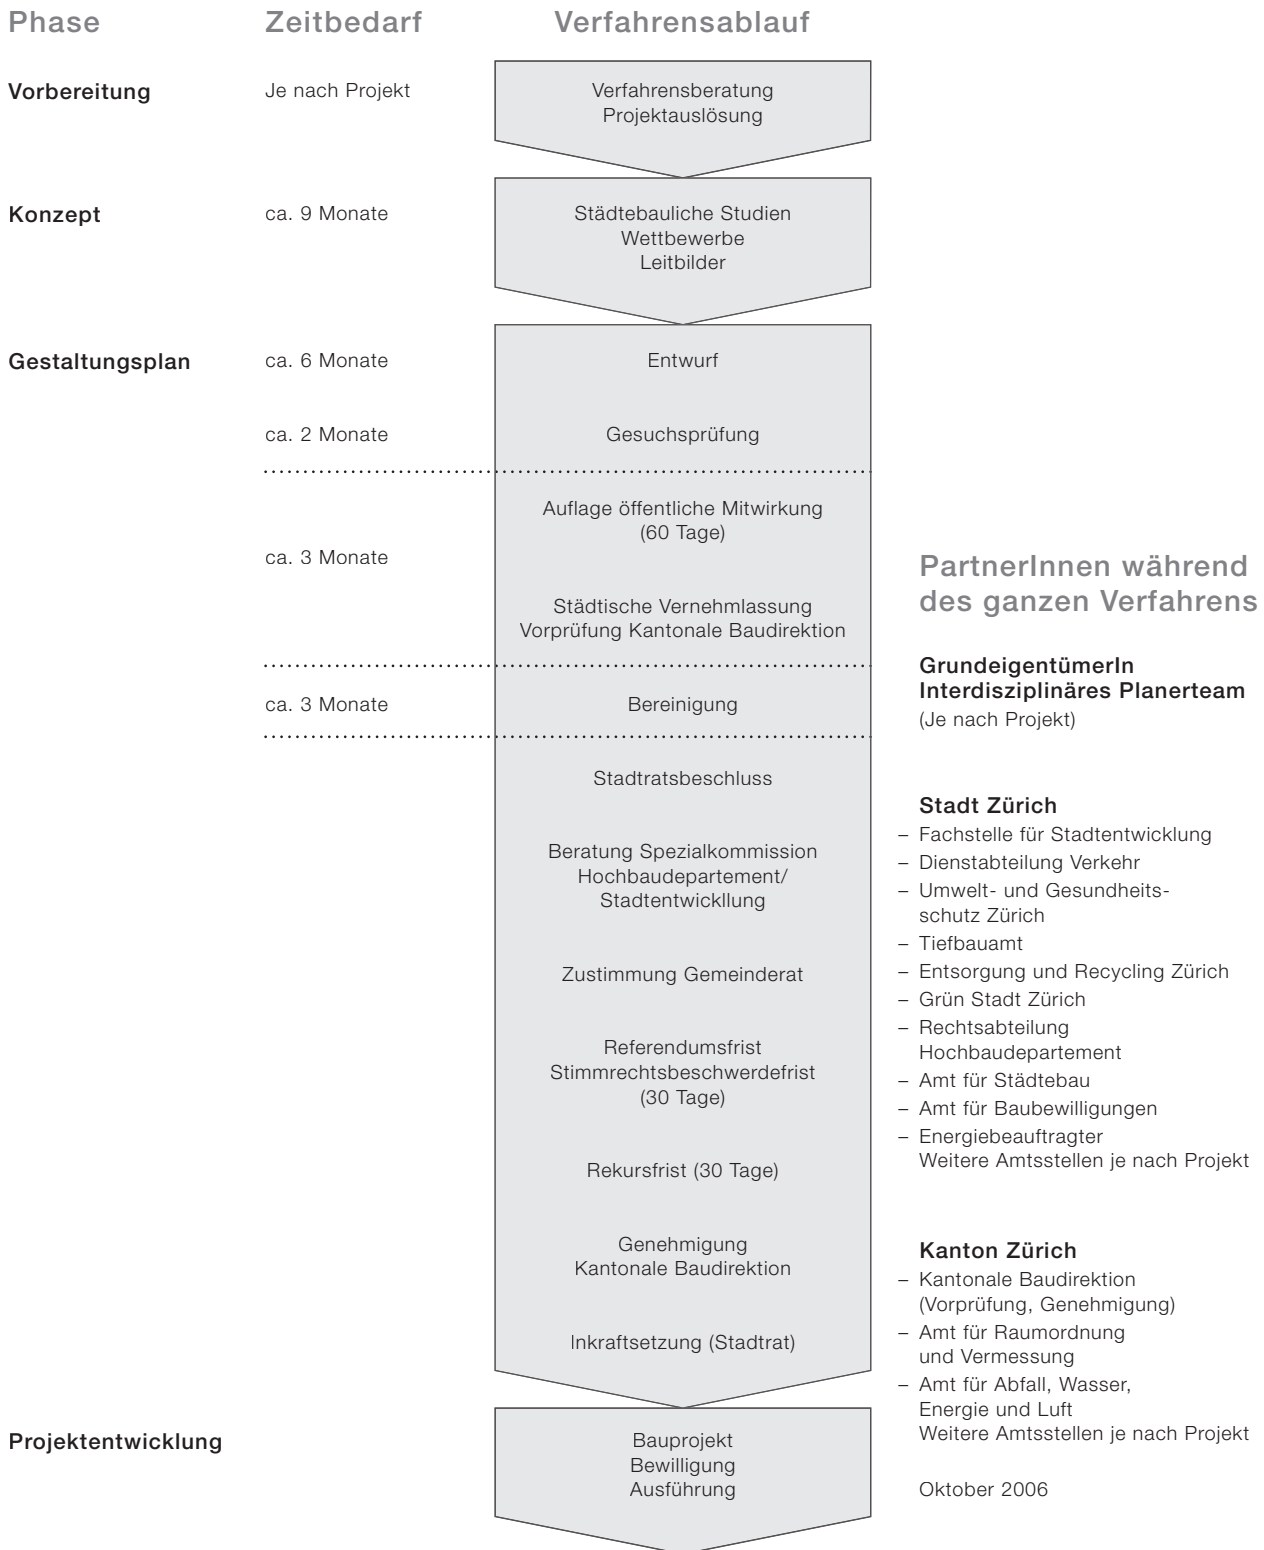 Phase
Zeitbedarf
Verfahrensablauf
Vorbereitung
Je nach Projekt
Verfahrensberatung
Projektauslösung
Konzept
ca. 9 Monate
Städtebauliche Studien
Wettbewerbe
Leitbilder
Gestaltungsplan
ca. 6 Monate
Entwurf
ca. 2 Monate
Gesuchsprüfung
ca. 3 Monate
Auflage öffentliche Mitwirkung
(60 Tage)
Städtische Vernehmlassung
Vorprüfung Kantonale Baudirektion
ca. 3 Monate
Bereinigung
Stadtratsbeschluss
Beratung Spezialkommission
Hochbaudepartement/
Stadtentwickllung
Zustimmung Gemeinderat
Referendumsfrist
Stimmrechtsbeschwerdefrist
(30 Tage)
Rekursfrist (30 Tage)
Genehmigung
Kantonale Baudirektion
Inkraftsetzung (Stadtrat)
Projektentwicklung
Bauprojekt
Bewilligung
Ausführung
PartnerInnen während
des ganzen Verfahrens
GrundeigentümerIn
Interdisziplinäres Planerteam
(Je nach Projekt)
Stadt Zürich
– Fachstelle für Stadtentwicklung
– Dienstabteilung Verkehr
– Umwelt- und Gesundheits-
schutz Zürich
– Tiefbauamt
– Entsorgung und Recycling Zürich
– Grün Stadt Zürich
– Rechtsabteilung
Hochbaudepartement
– Amt für Städtebau
– Amt für Baubewilligungen
– Energiebeauftragter
Weitere Amtsstellen je nach Projekt
Kanton Zürich
– Kantonale Baudirektion
(Vorprüfung, Genehmigung)
– Amt für Raumordnung
und Vermessung
– Amt für Abfall, Wasser,
Energie und Luft
Weitere Amtsstellen je nach Projekt
Oktober 2006